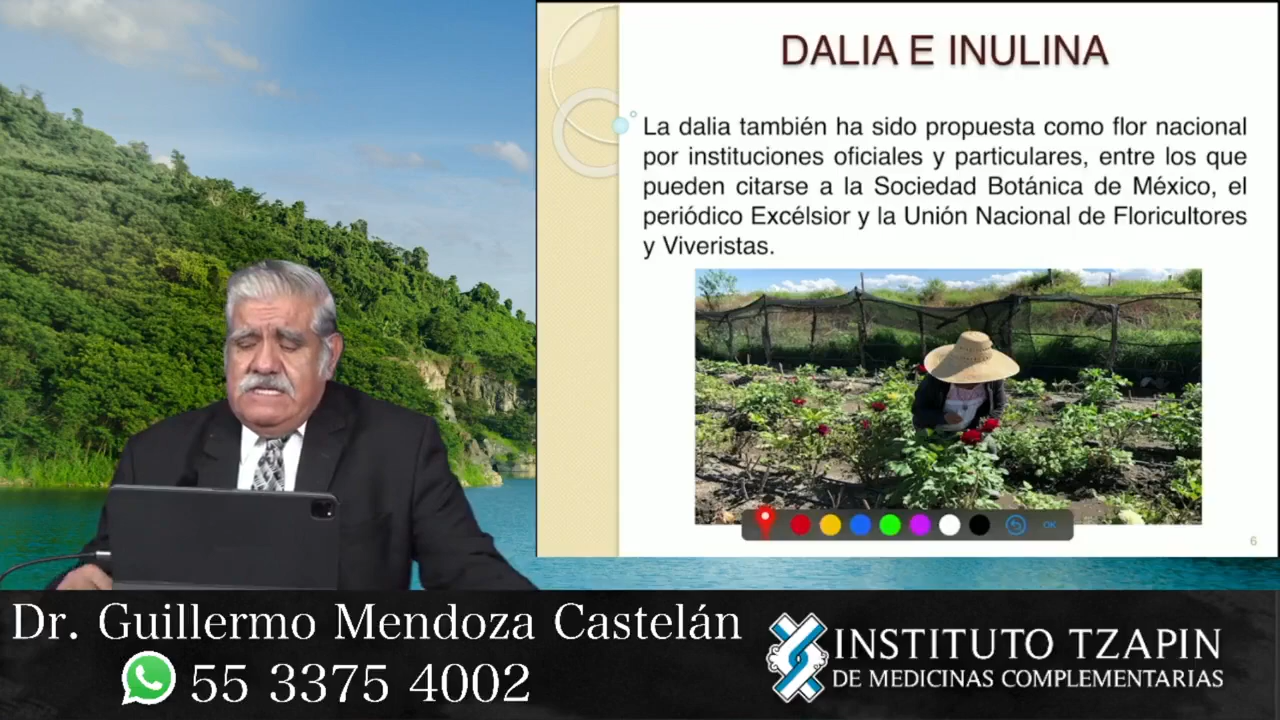 DALIA E INULINA
La dalia también ha sido propuesta como flor nacional
por instituciones oficiales y particulares, entre los que
pueden citarse a la Sociedad Botánica de México, el
periódico Excélsior y la Unión Nacional de Floricultores
y Viveristas.
OK
6
Dr. Guillermo Mendoza Castelán
55 3375 4002
INSTITUTO TZAPIN
DE MEDICINAS COMPLEMENTARIAS